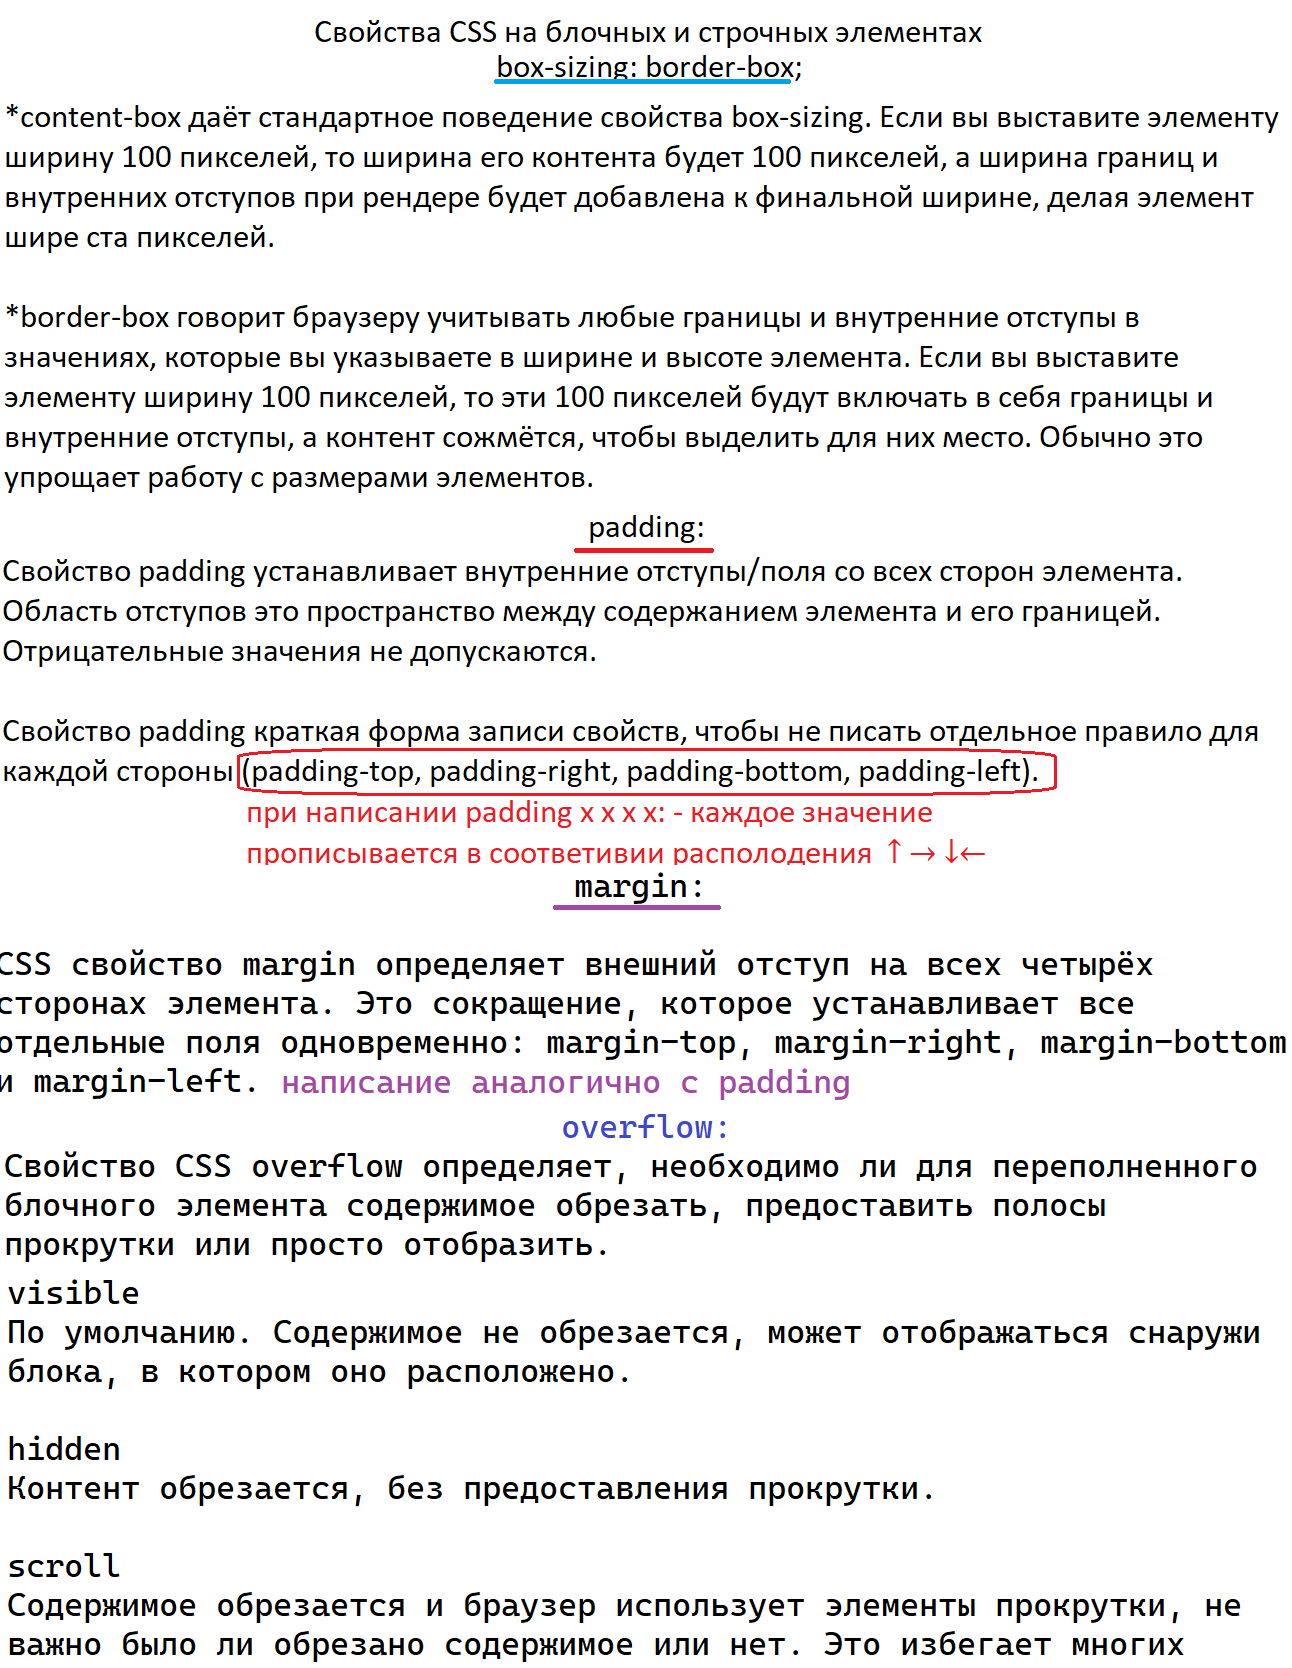 Свойства CSS на блочных и строчных элементах
box-sizing: border-box;
*content-box даёт стандартное поведение свойства box-sizing. Если вы выставите элементу
ширину 100 пикселей, то ширина его контента будет 100 пикселей, а ширина границ и
внутренних отступов при рендере будет добавлена к финальной ширине, делая элемент
шире ста пикселей.
*border-box говорит браузеру учитывать любые границы и внутренние отступы в
значениях, которые вы указываете в ширине и высоте элемента. Если вы выставите
элементу ширину 100 пикселей, то эти 100 пикселей будут включать в себя границы и
внутренние отступы, а контент сожмётся, чтобы выделить для них место. Обычно это
упрощает работу с размерами элементов.
padding:
Свойство padding устанавливает внутренние отступы/поля со всех сторон элемента.
Область отступов это пространство между содержанием элемента и его границей.
Отрицательные значения не допускаются.
Свойство padding краткая форма записи свойств, чтобы не писать отдельное правило для
каждой стороны (padding-top, padding-right, padding-bottom, padding-left).
при написании padding x x x x: - каждое значение
прописывается в соответивии располодения ↑→↓←
margin:
CSS свойство margin определяет внешний отступ на всех четырёх
сторонах элемента. Это сокращение, которое устанавливает все
отдельные поля одновременно: margin-top, margin-right, margin-bottom
и margin-left. написание аналогично с padding
overflow:
Свойство CSS overflow определяет, необходимо ли для переполненного
блочного элемента содержимое обрезать, предоставить полосы
прокрутки или просто отобразить.
visible
По умолчанию. Содержимое не обрезается, может отображаться снаружи
блока, в котором оно расположено.
hidden
Контент обрезается, без предоставления прокрутки.
scroll
Содержимое обрезается и браузер использует элементы прокрутки, не
важно было ли обрезано содержимое или нет. Это избегает многих